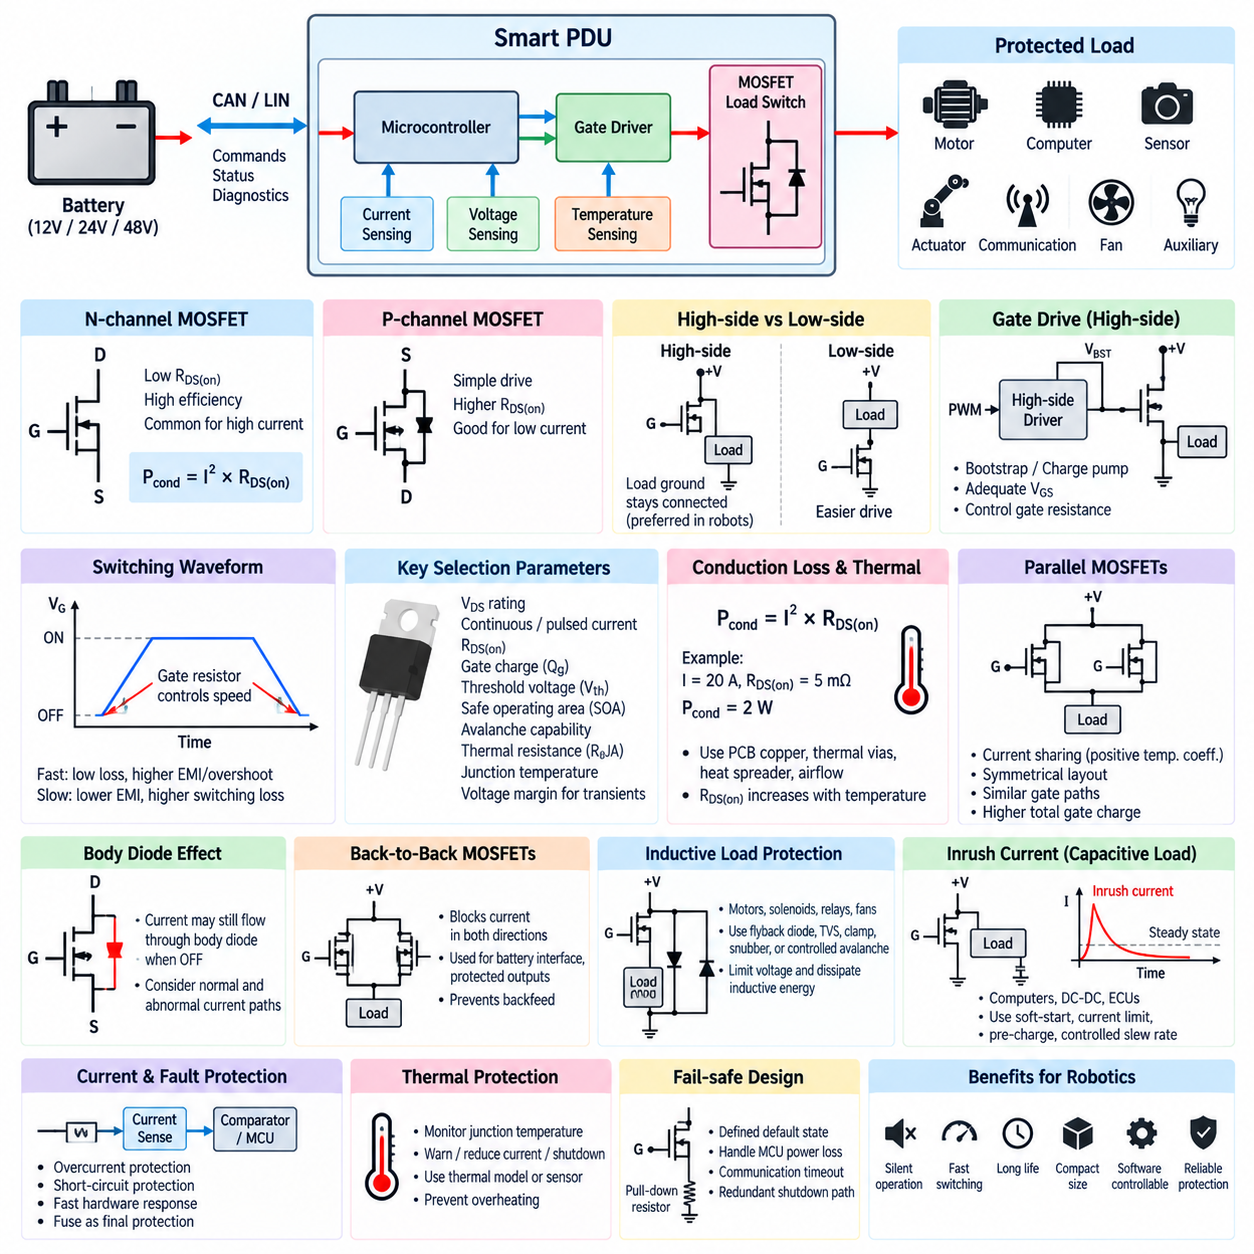 Smart PDU
Battery
(12V / 24V / 48V)
CAN / LIN
Commands
Status
Diagnostics
Microcontroller
Gate Driver
MOSFET
Load Switch
Current
Sensing
Voltage
Sensing
Temperature
Sensing
Protected Load
Motor
Computer
Sensor
Actuator
Communication
Fan
Auxiliary
N-channel MOSFET
D
G
S
Low RDS(on)
High efficiency
Common for high current
Pcond = I² × RDS(on)
P-channel MOSFET
S
G
D
Simple drive
Higher RDS(on)
Good for low current
High-side vs Low-side
High-side
+V
G
Load
Load ground
stays connected
(preferred in robots)
Low-side
+V
Load
G
Easier drive
Gate Drive (High-side)
VBST
+V
PWM
High-side
Driver
Load
• Bootstrap / Charge pump
• Adequate VGS
• Control gate resistance
Switching Waveform
VG
ON
OFF
Gate resistor
controls speed
Time
Fast: low loss, higher EMI/overshoot
Slow: lower EMI, higher switching loss
Key Selection Parameters
VDS rating
Continuous / pulsed current
RDS(on)
Gate charge (Qg)
Threshold voltage (Vth)
Safe operating area (SOA)
Avalanche capability
Thermal resistance (RθJA)
Junction temperature
Voltage margin for transients
Conduction Loss & Thermal
Pcond = I² × RDS(on)
Example:
I = 20 A, RDS(on) = 5 mΩ
Pcond = 2 W
• Use PCB copper, thermal vias,
heat spreader, airflow
• RDS(on) increases with temperature
Parallel MOSFETs
+V
G
G
Load
• Current sharing (positive temp. coeff.)
• Symmetrical layout
• Similar gate paths
• Higher total gate charge
Body Diode Effect
D
G
S
• Current may still flow
through body diode
when OFF
• Consider normal and
abnormal current paths
Back-to-Back MOSFETs
+V
G
Load
• Blocks current
in both directions
• Used for battery interface,
protected outputs
• Prevents backfeed
Inductive Load Protection
+V
G
Load
• Motors, solenoids, relays, fans
• Use flyback diode, TVS, clamp,
snubber, or controlled avalanche
• Limit voltage and dissipate
inductive energy
Inrush Current (Capacitive Load)
+V
G
Load
I
Inrush current
Steady state
Time
• Computers, DC-DC, ECUs
• Use soft-start, current limit,
• pre-charge, controlled slew rate
Current & Fault Protection
Current
Sense
Comparator
/ MCU
• Overcurrent protection
• Short-circuit protection
• Fast hardware response
• Fuse as final protection
Thermal Protection
• Monitor junction temperature
• Warn / reduce current / shutdown
• Use thermal model or sensor
• Prevent overheating
Fail-safe Design
G
Pull-down
resistor
• Defined default state
• Handle MCU power loss
• Communication timeout
• Redundant shutdown path
Benefits for Robotics
Silent
operation
Fast
switching
Long life
Compact
size
Software
controllable
Reliable
protection